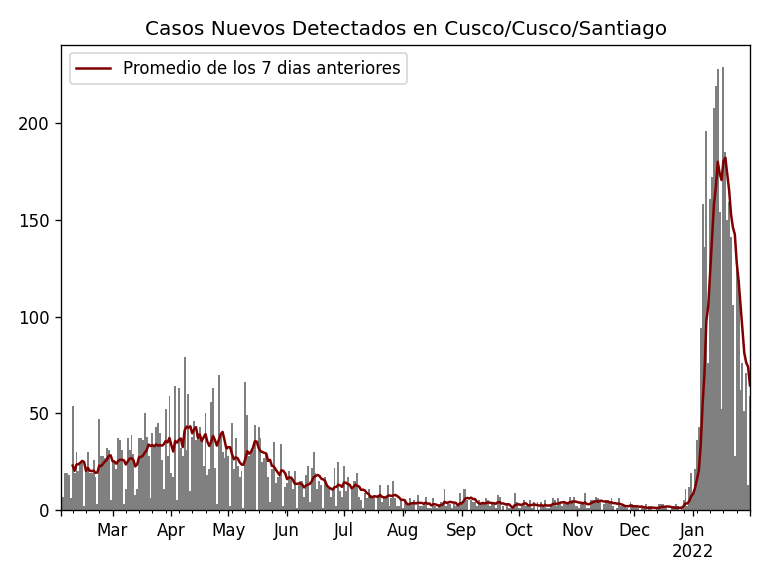 Casos Nuevos Detectados en Cusco/Cusco/Santiago
Promedio de los 7 dias anteriores
200
150
100
50
0
Mar Apr May Jun Jul Aug Sep Oct Nov Dec Jan
2022